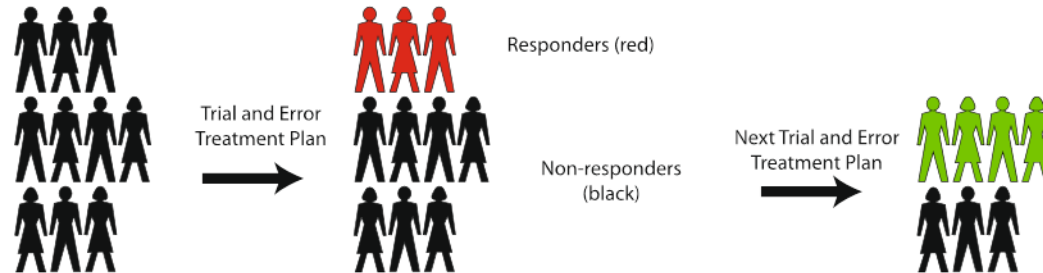 Trial and Error
Treatment Plan
Responders (red)
Non-responders
(black)
Next Trial and Error
Treatment Plan